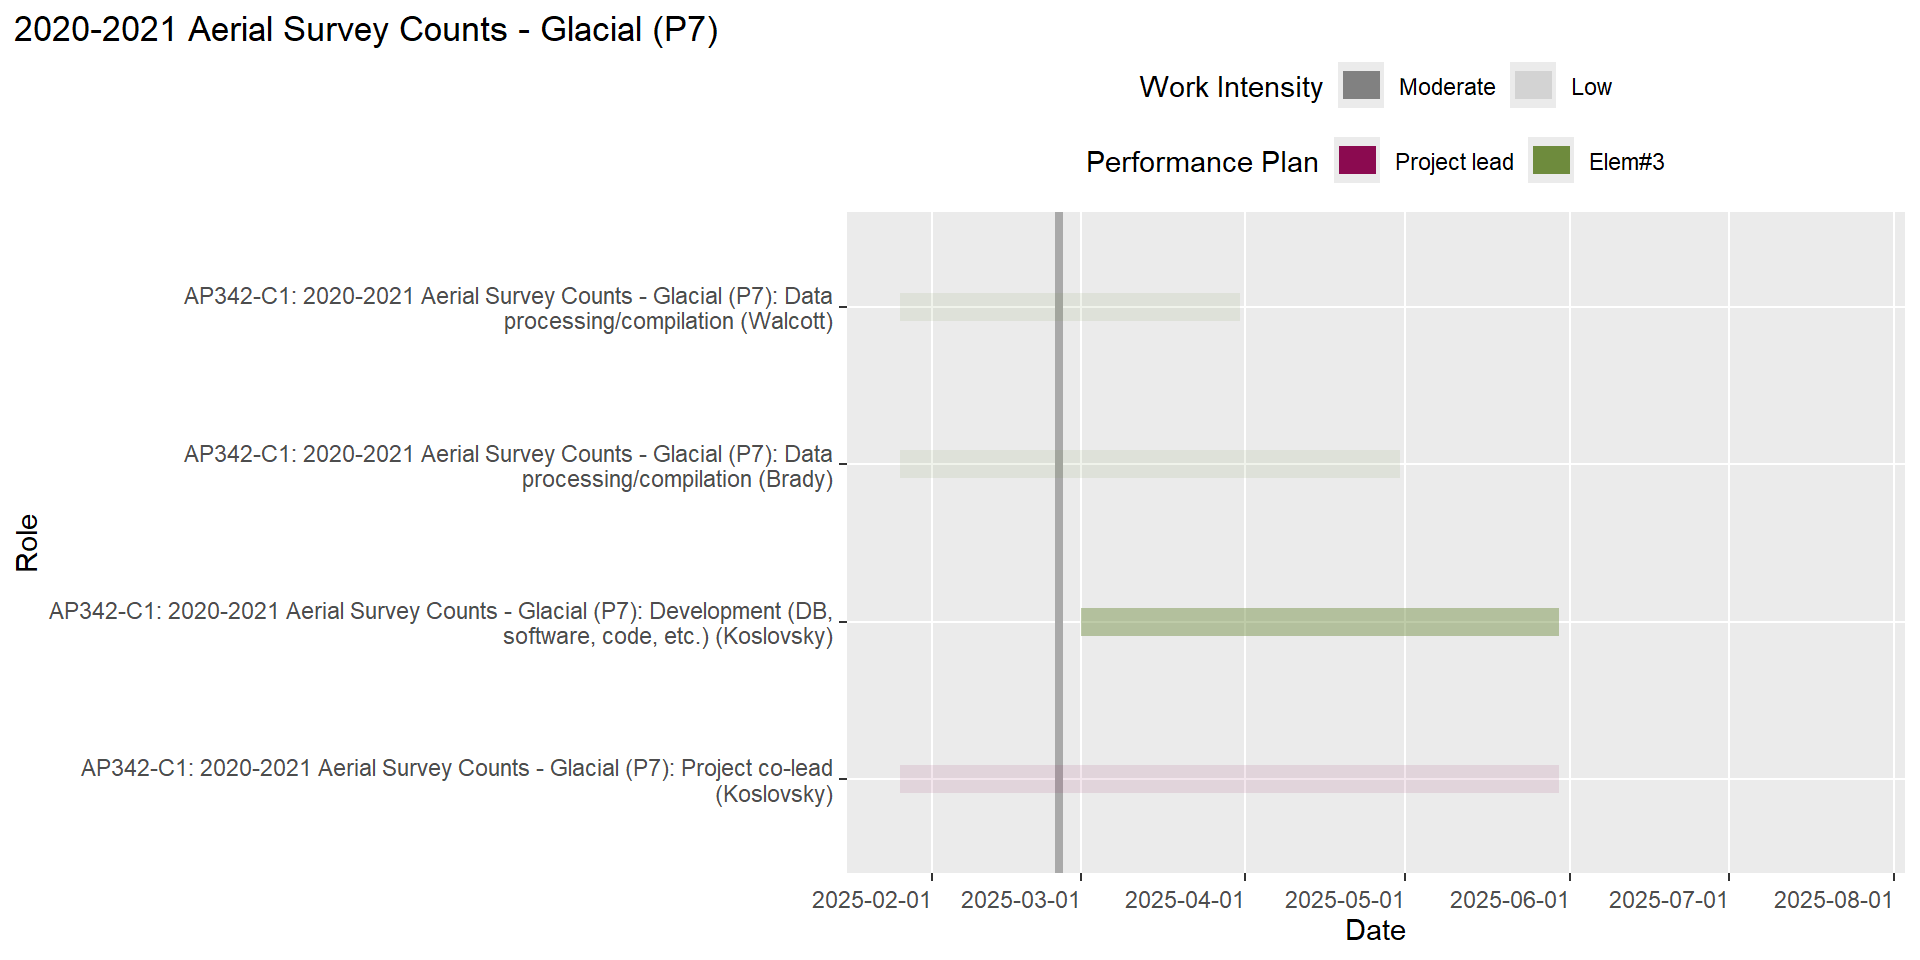 2020-2021 Aerial Survey Counts - Glacial (P7)
Work Intensity Moderate Low
Performance Plan Project lead Elem#3
AP342-C1: 2020-2021 Aerial Survey Counts - Glacial (P7): Data
processing/compilation (Walcott)
AP342-C1: 2020-2021 Aerial Survey Counts - Glacial (P7): Data
processing/compilation (Brady)
Role
AP342-C1: 2020-2021 Aerial Survey Counts - Glacial (P7): Development (DB,
software, code, etc.) (Koslovsky)
AP342-C1: 2020-2021 Aerial Survey Counts - Glacial (P7): Project co-lead
(Koslovsky)
2025-02-01 2025-03-01 2025-04-01 2025-05-01 2025-06-01 2025-07-01 2025-08-01
Date